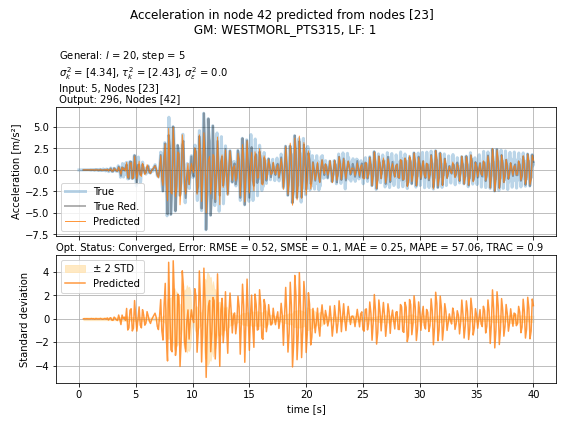 Acceleration in node 42 predicted from nodes [23]
GM: WESTMORL_PTS315, LF: 1
General: l = 20, step = 5
σ²ₖ = [4.34], τ²ₖ = [2.43], σ²ε = 0.0
Input: 5, Nodes [23]
Output: 296, Nodes [42]
Acceleration [m/s²]
5.0
2.5
0.0
−2.5
−5.0
−7.5
True
True Red.
Predicted
Opt. Status: Converged, Error: RMSE = 0.52, SMSE = 0.1, MAE = 0.25, MAPE = 57.06, TRAC = 0.9
Standard deviation
4
2
0
−2
−4
± 2 STD
Predicted
0 5 10 15 20 25 30 35 40
time [s]